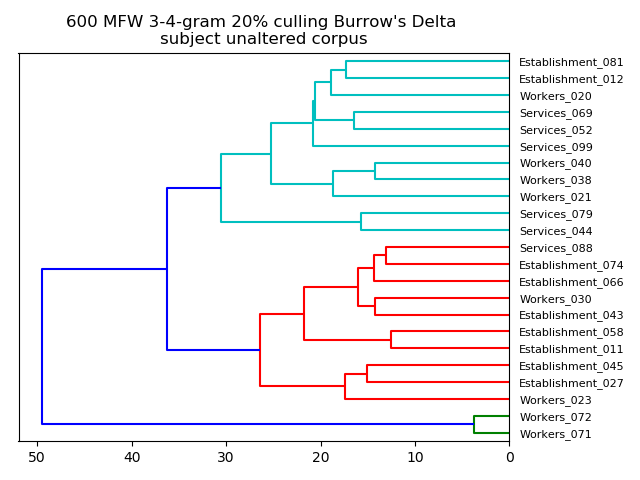 600 MFW 3-4-gram 20% culling Burrow's Delta
subject unaltered corpus
Establishment_081
Establishment_012
Workers_020
Services_069
Services_052
Services_099
Workers_040
Workers_038
Workers_021
Services_079
Services_044
Services_088
Establishment_074
Establishment_066
Workers_030
Establishment_043
Establishment_058
Establishment_011
Establishment_045
Establishment_027
Workers_023
Workers_072
Workers_071
50 40 30 20 10 0